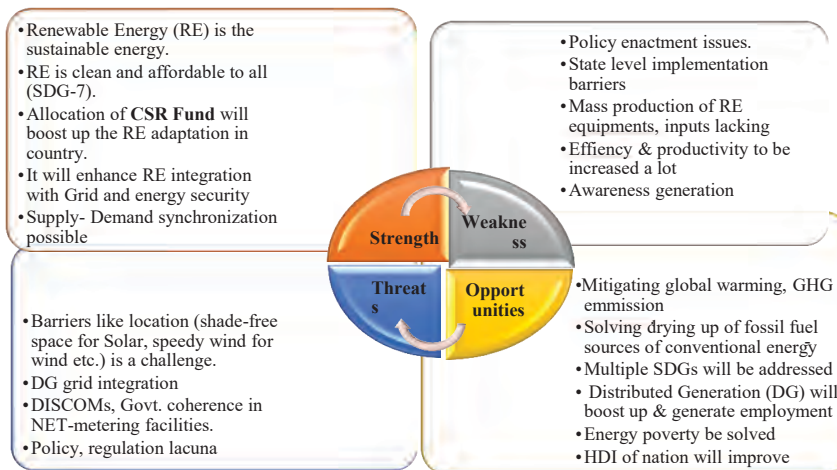 •Renewable Energy (RE) is the
sustainable energy.
•RE is clean and affordable to all
(SDG-7).
•Allocation of CSR Fund will
boost up the RE adaptation in
country.
•It will enhance RE integration
with Grid and energy security
•Supply- Demand synchronization
possible
•Policy enactment issues.
•State level implementation
barriers
•Mass production of RE
equipments, inputs lacking
•Effiency & productivity to be
increased a lot
•Awareness generation
Strength
Weakne
ss
Threat
s
Opport
unities
•Barriers like location (shade-free
space for Solar, speedy wind for
wind etc.) is a challenge.
•DG grid integration
•DISCOMs, Govt. coherence in
NET-metering facilities.
•Policy, regulation lacuna
•Mitigating global warming, GHG
emmission
•Solving drying up of fossil fuel
sources of conventional energy
•Multiple SDGs will be addressed
• Distributed Generation (DG) will
boost up & generate employment
•Energy poverty be solved
•HDI of nation will improve